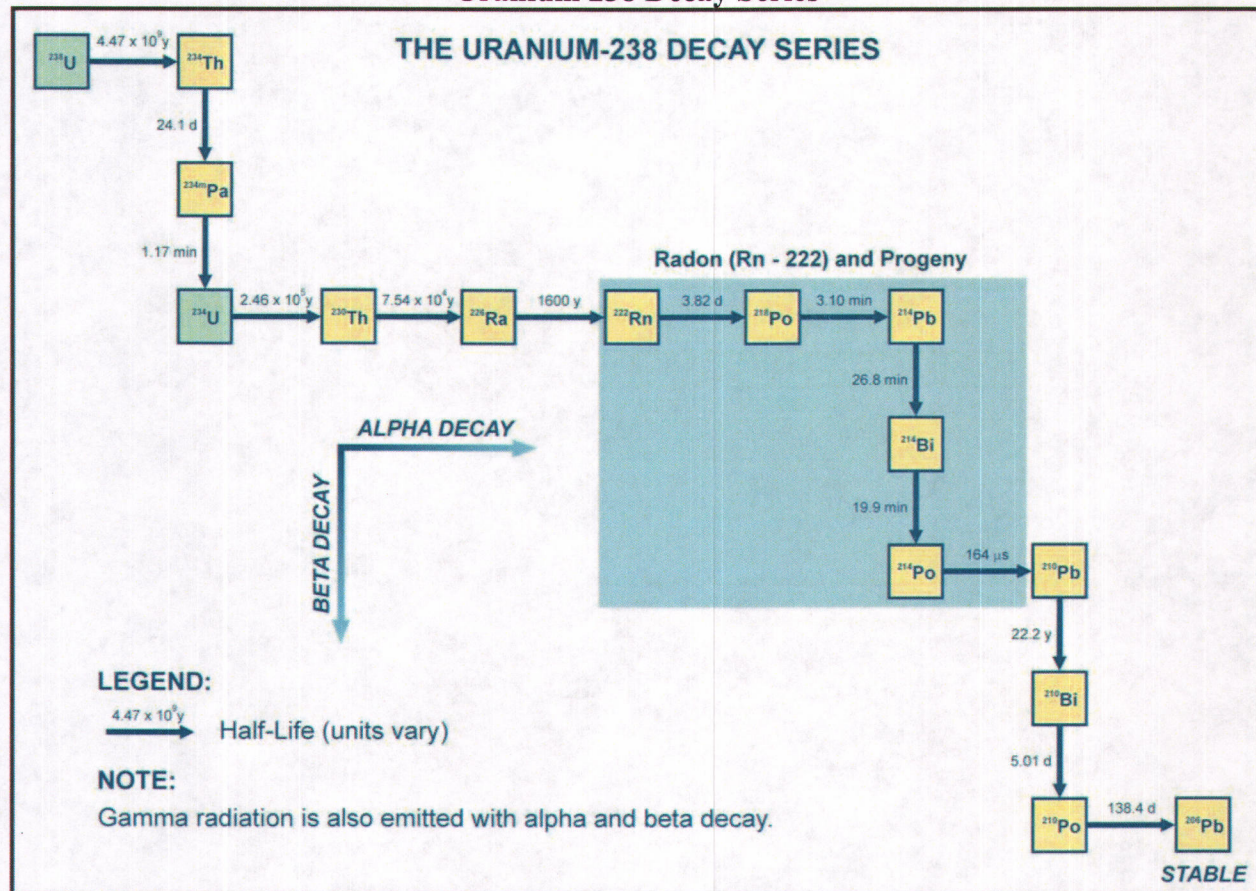 Uranium 238 Decay Series
THE URANIUM-238 DECAY SERIES
²³⁸U
4.47 x 10⁹y
²³⁴Th
24.1 d
²³⁴ᵐPa
1.17 min
²³⁴U
2.46 x 10⁵y
²³⁰Th
7.54 x 10⁴y
²²⁶Ra
1600 y
Radon (Rn - 222) and Progeny
²²²Rn
3.82 d
²¹⁸Po
3.10 min
²¹⁴Pb
26.8 min
²¹⁴Bi
19.9 min
²¹⁴Po
164 µs
²¹⁰Pb
22.2 y
²¹⁰Bi
5.01 d
²¹⁰Po
138.4 d
²⁰⁶Pb
STABLE
ALPHA DECAY
BETA DECAY
LEGEND:
4.47 x 10⁹y
Half-Life (units vary)
NOTE:
Gamma radiation is also emitted with alpha and beta decay.